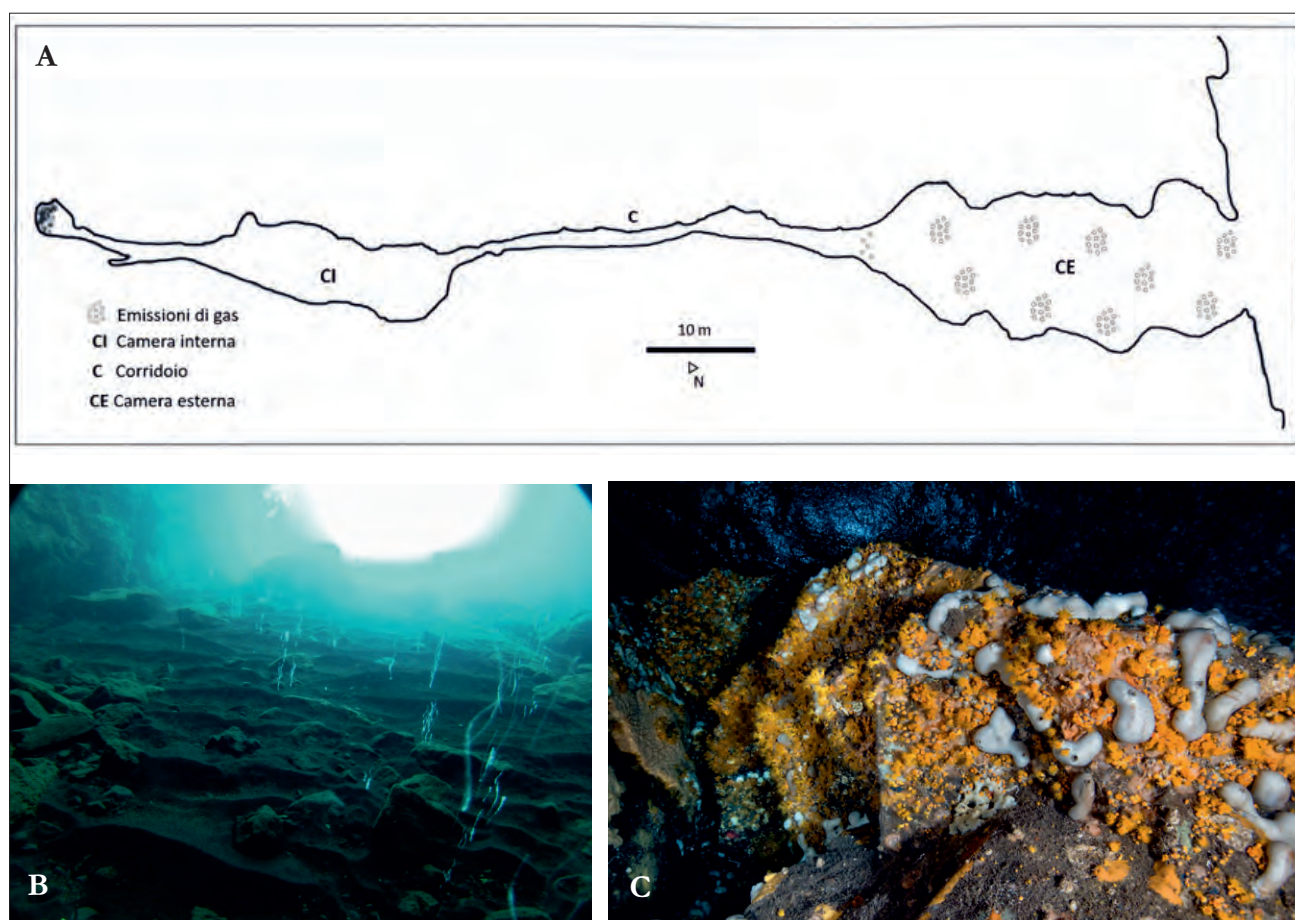 A
C
CI
CE
Emissioni di gas
CI Camera interna
C Corridoio
CE Camera esterna
10 m
N
B
C